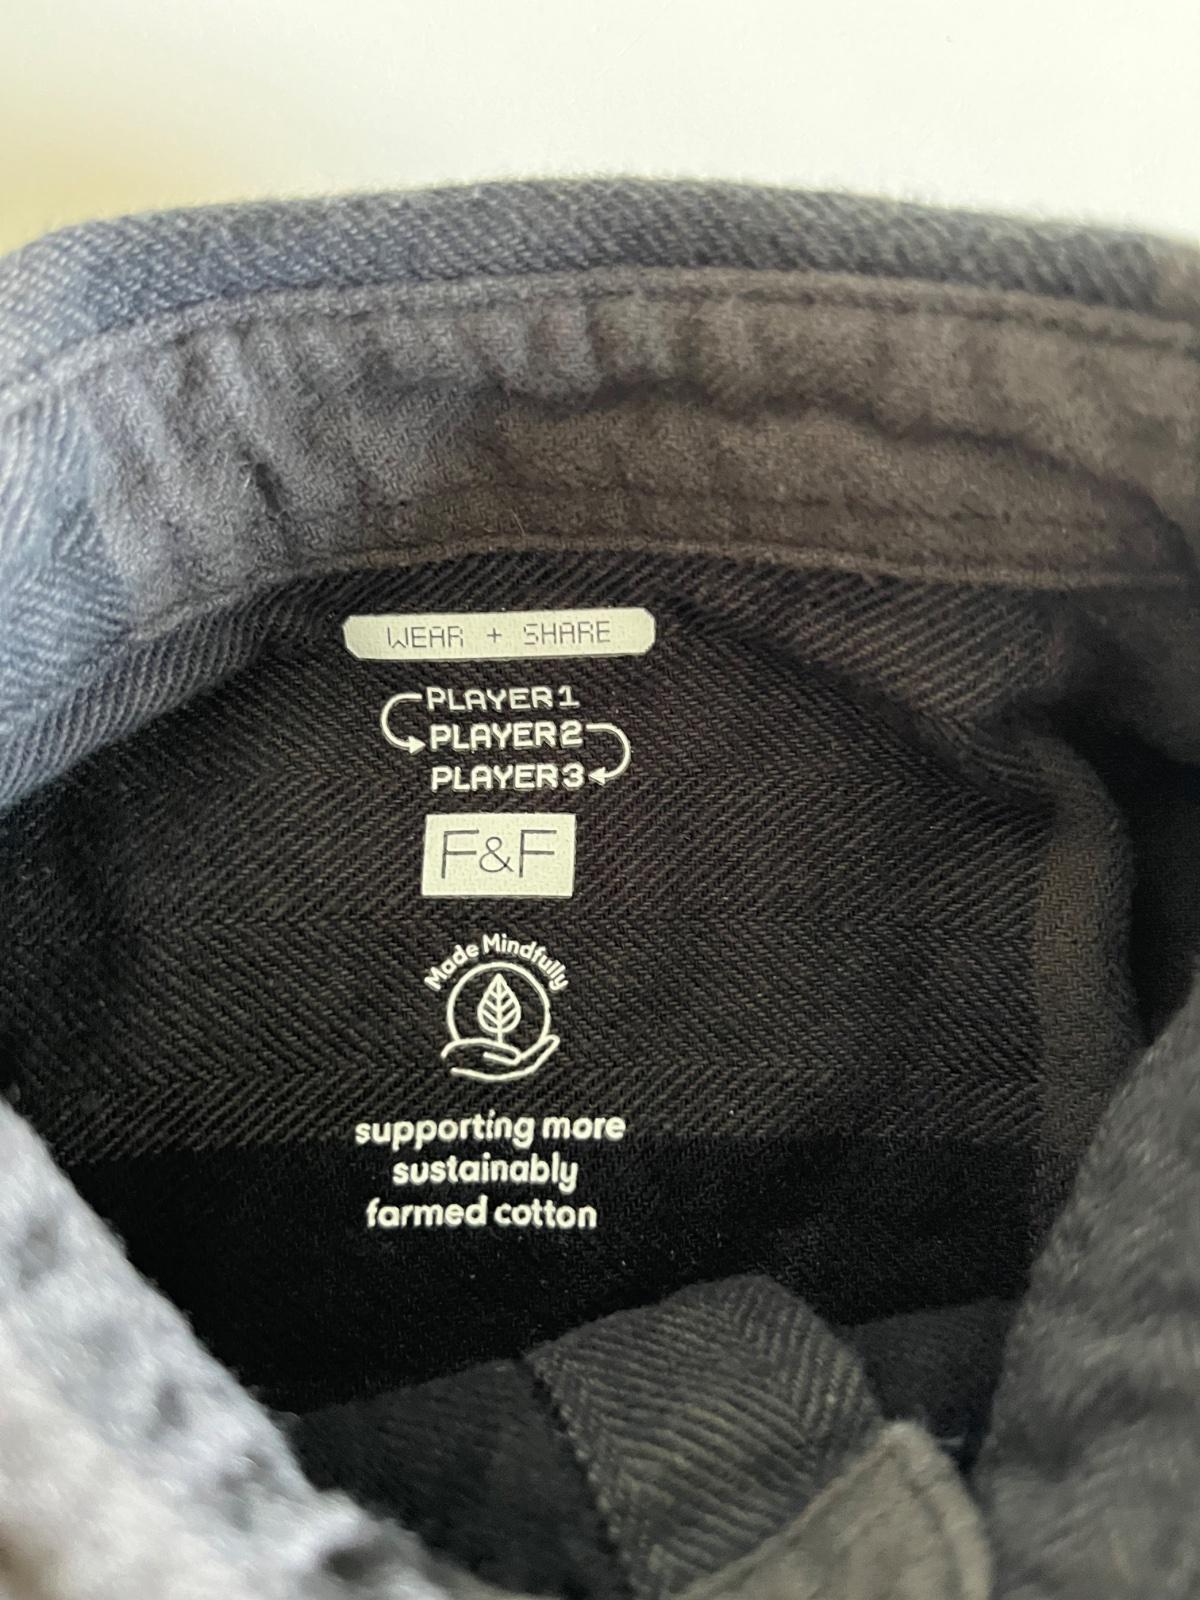 WEAR + SHARE
PLAYER 1
PLAYER 2
PLAYER 3
F&F
Made Mindfully
supporting more
sustainably
farmed cotton